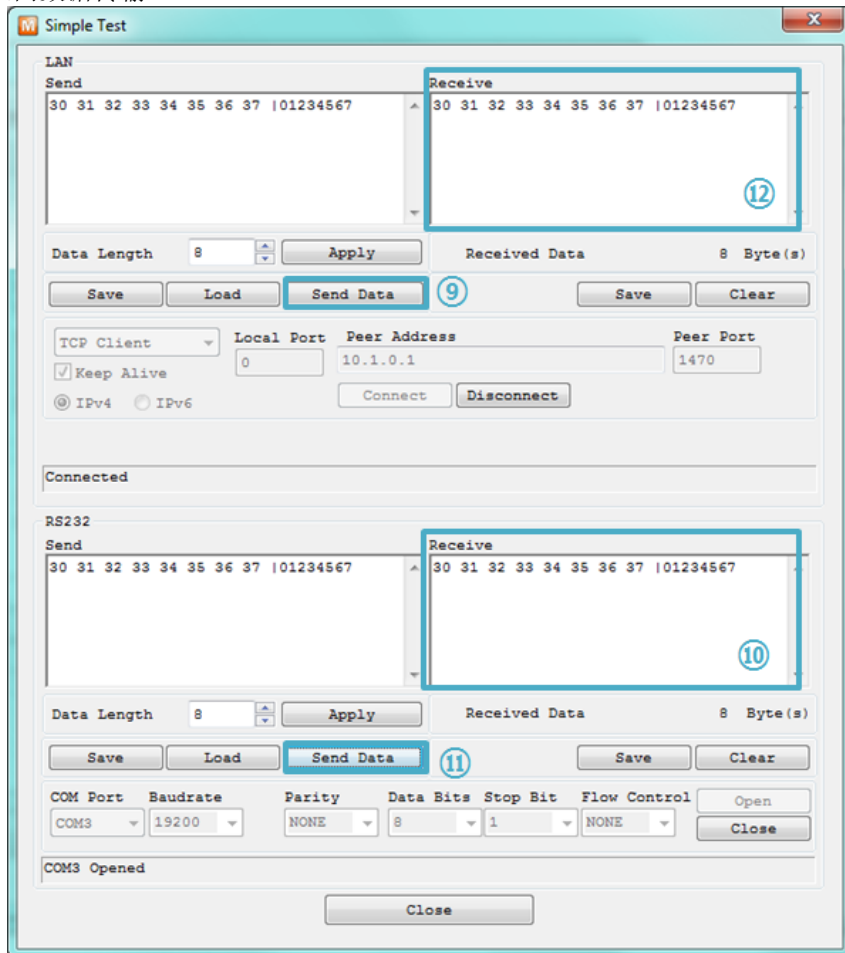 M Simple Test x
LAN
Send Receive
30 31 32 33 34 35 36 37 |01234567 30 31 32 33 34 35 36 37 |01234567
⑫
Data Length 8 Apply Received Data 8 Byte(s)
Save Load Send Data ⑨ Save Clear
TCP Client Local Port Peer Address Peer Port
0 10.1.0.1 1470
Keep Alive
Connect Disconnect
IPv4 IPv6
Connected
RS232
Send Receive
30 31 32 33 34 35 36 37 |01234567 30 31 32 33 34 35 36 37 |01234567
⑩
Data Length 8 Apply Received Data 8 Byte(s)
Save Load Send Data ⑪ Save Clear
COM Port Baudrate Parity Data Bits Stop Bit Flow Control Open
COM3 19200 NONE 8 1 NONE Close
COM3 Opened
Close